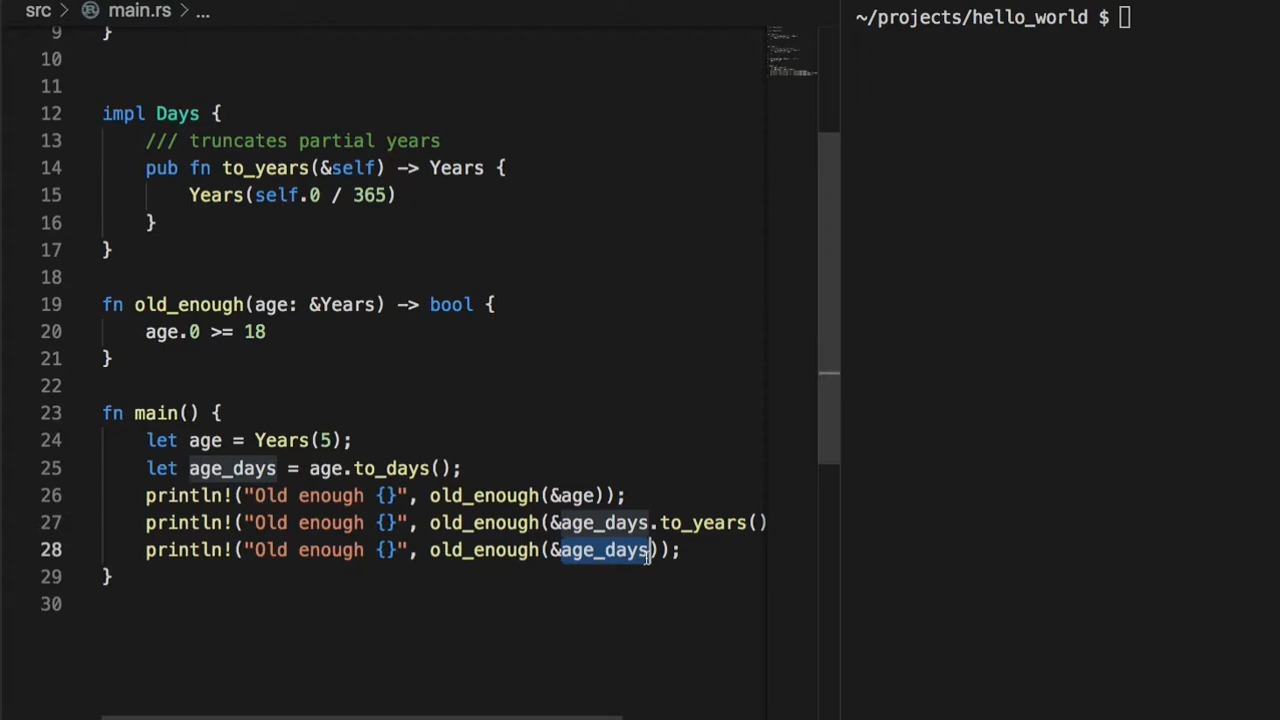 src > main.rs > ...
~/projects/hello_world $
9 }
10
11
12 impl Days {
13 /// truncates partial years
14 pub fn to_years(&self) -> Years {
15 Years(self.0 / 365)
16 }
17 }
18
19 fn old_enough(age: &Years) -> bool {
20 age.0 >= 18
21 }
22
23 fn main() {
24 let age = Years(5);
25 let age_days = age.to_days();
26 println!("Old enough {}", old_enough(&age));
27 println!("Old enough {}", old_enough(&age_days.to_years()
28 println!("Old enough {}", old_enough(&age_days));
29 }
30